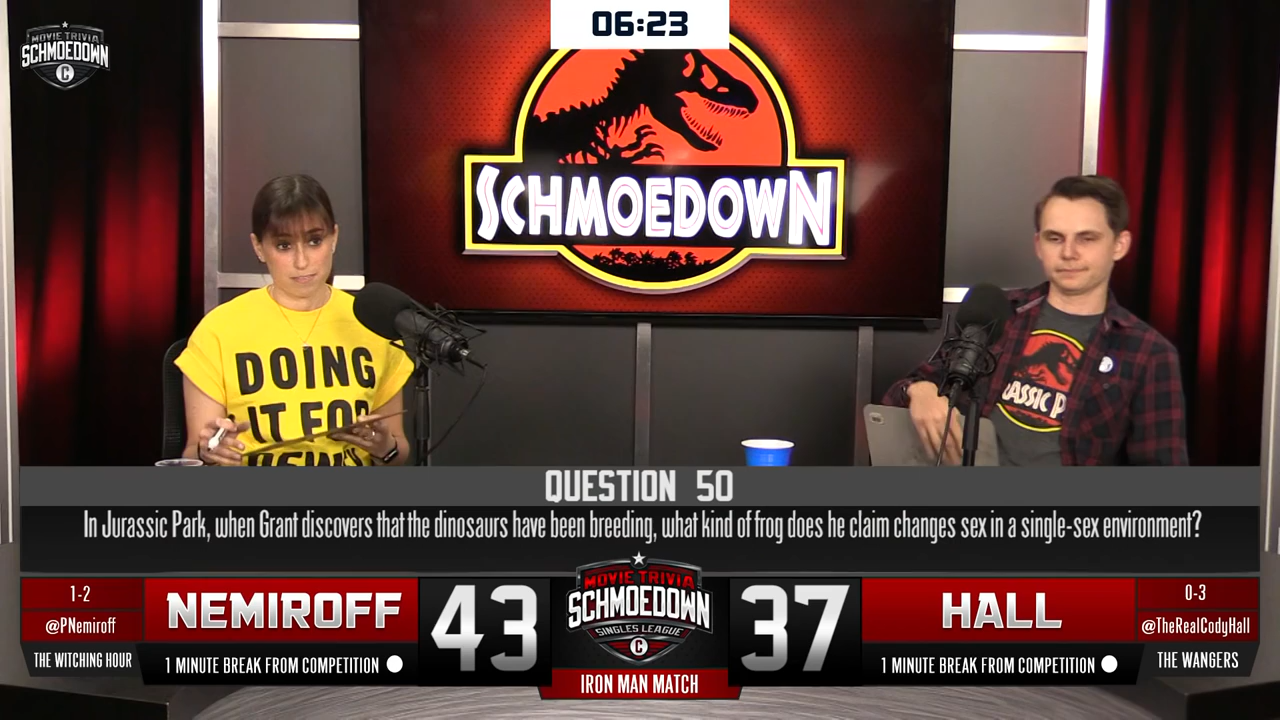 06:23
MOVIE TRIVIA
SCHMOEDOWN
C
SCHMOEDOWN
DOING
IT FOR
ASSIC P
QUESTION 50
In Jurassic Park, when Grant discovers that the dinosaurs have been breeding, what kind of frog does he claim changes sex in a single-sex environment?
1-2
@PNemiroff
THE WITCHING HOUR
NEMIROFF
1 MINUTE BREAK FROM COMPETITION
43
MOVIE TRIVIA
SCHMOEDOWN
SINGLES LEAGUE
C
IRON MAN MATCH
37
HALL
1 MINUTE BREAK FROM COMPETITION
0-3
@TheRealCodyHall
THE WANGERS